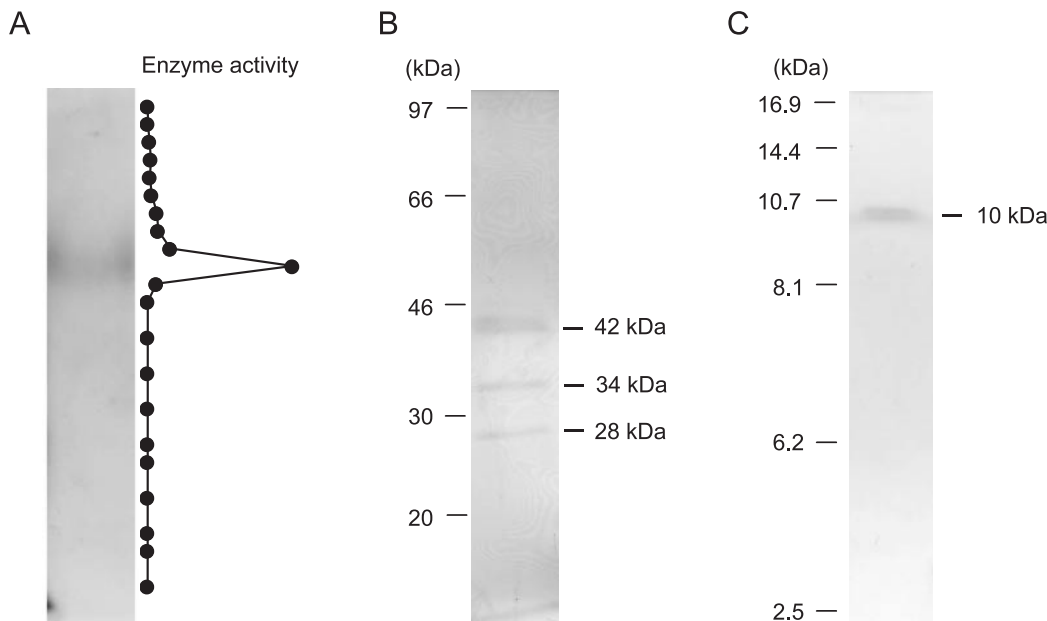 A
Enzyme activity
B
(kDa)
97
66
46
30
20
42 kDa
34 kDa
28 kDa
C
(kDa)
16.9
14.4
10.7
8.1
6.2
2.5
10 kDa